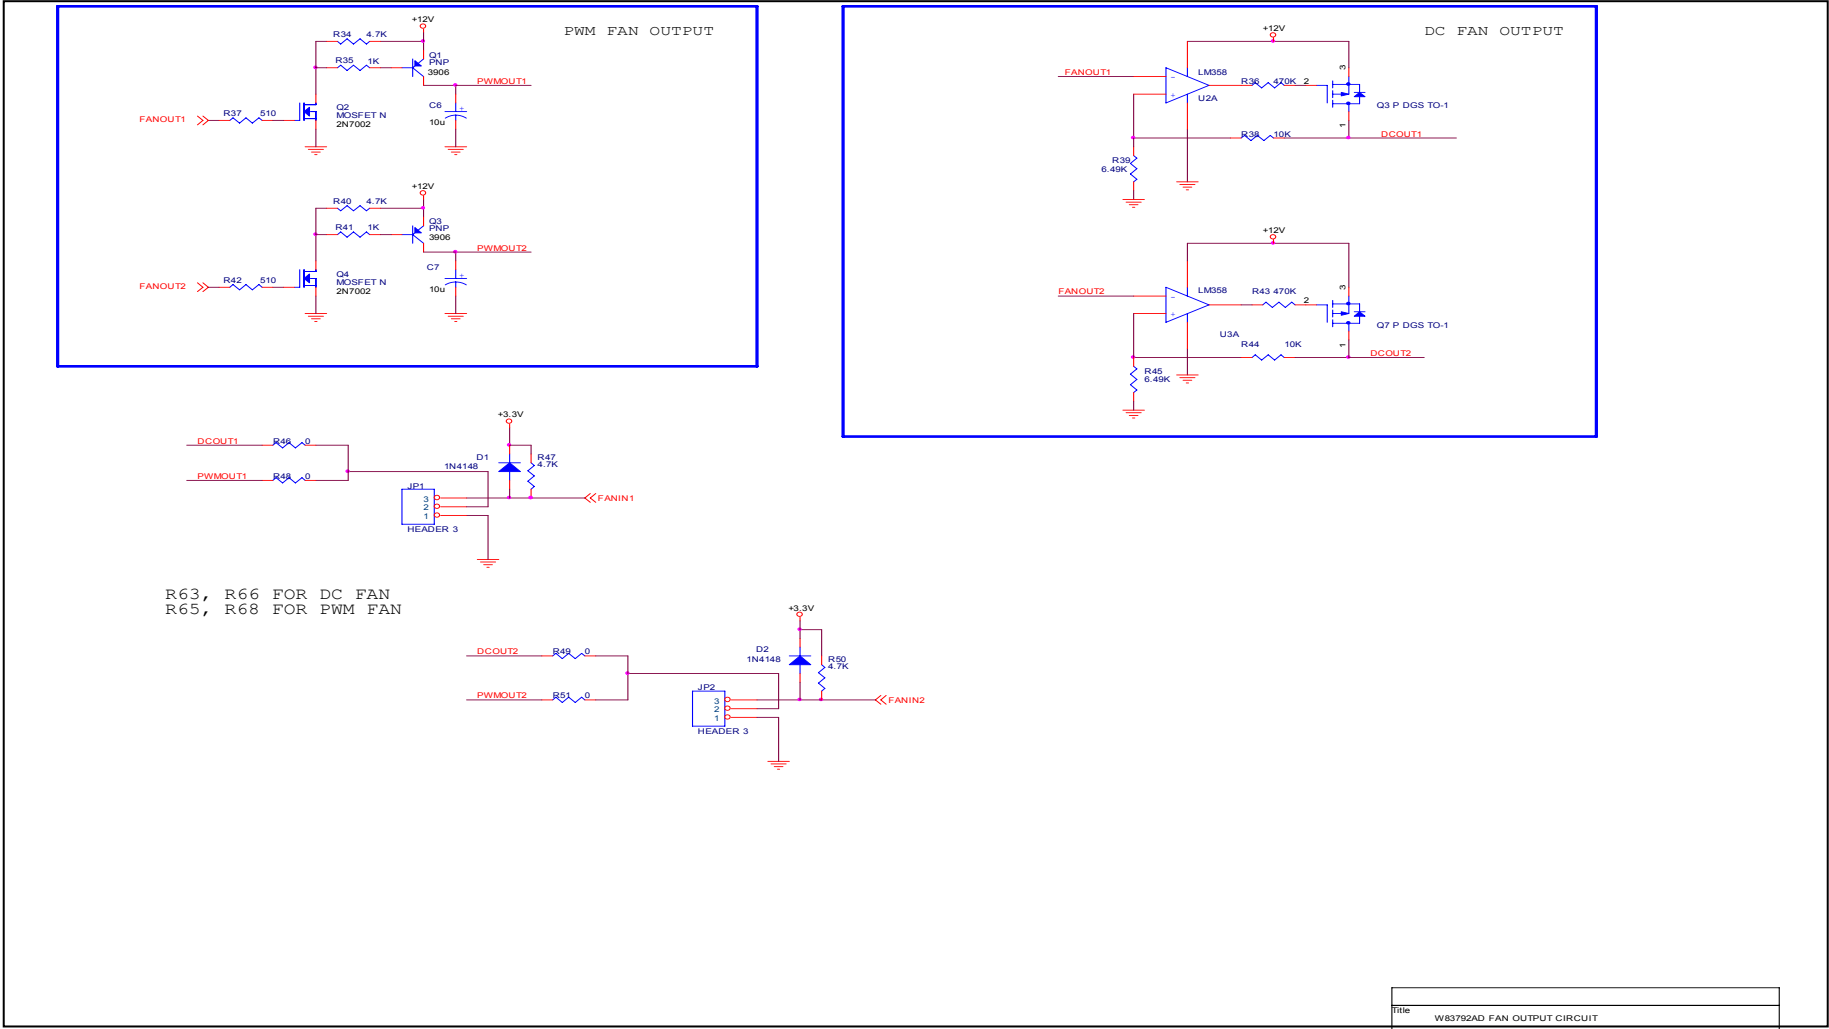 PWM FAN OUTPUT
+12V
R34 4.7K
R35 1K
Q1
PNP
3906
PWMOUT1
C6
10u
FANOUT1
R37 510
Q2
MOSFET N
2N7002
+12V
R40 4.7K
R41 1K
Q3
PNP
3906
PWMOUT2
C7
10u
FANOUT2
R42 510
Q4
MOSFET N
2N7002
DC FAN OUTPUT
+12V
FANOUT1
LM358
U2A
-
+
R36 470K
2
3
1
Q3 P DGS TO-1
R38 10K
DCOUT1
R39
6.49K
+12V
FANOUT2
LM358
U3A
-
+
R43 470K
2
3
1
Q7 P DGS TO-1
R44 10K
DCOUT2
R45
6.49K
DCOUT1
R46 0
PWMOUT1
R48 0
+3.3V
D1
1N4148
R47
4.7K
JP1
3
2
1
HEADER 3
FANIN1
R63, R66 FOR DC FAN
R65, R68 FOR PWM FAN
DCOUT2
R49 0
PWMOUT2
R51 0
+3.3V
D2
1N4148
R50
4.7K
JP2
3
2
1
HEADER 3
FANIN2
Title
W83792AD FAN OUTPUT CIRCUIT